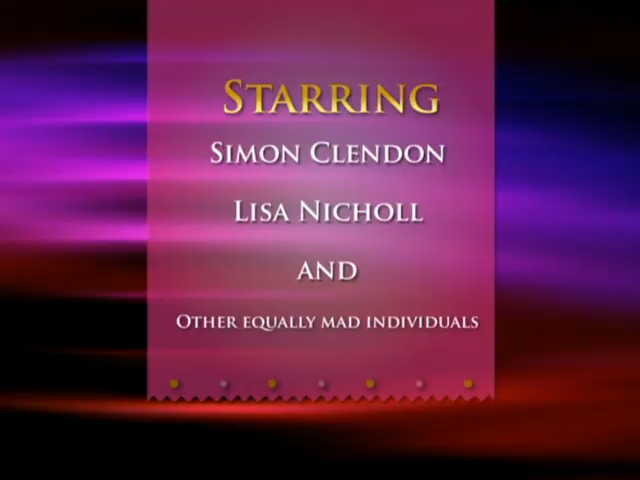 Starring
Simon Clendon
Lisa Nicholl
and
Other equally mad individuals